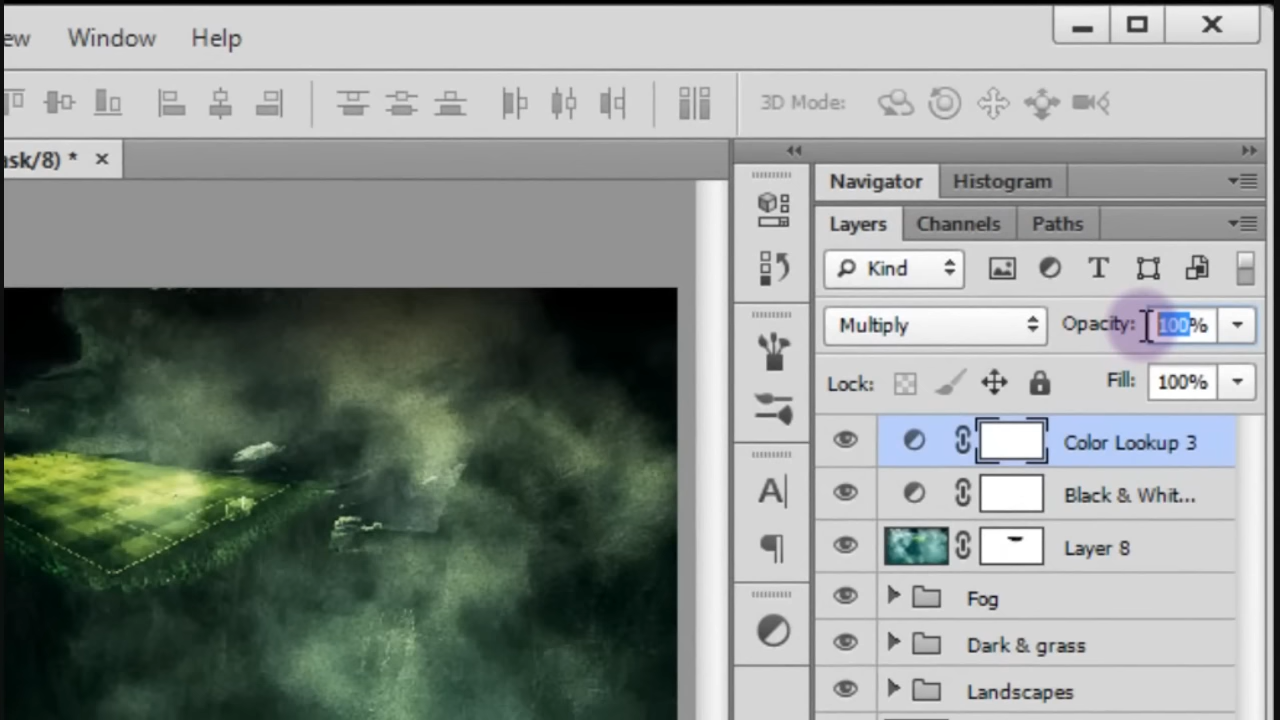 ew Window Help
3D Mode:
ask/8) * ×
Navigator Histogram
Layers Channels Paths
Kind
Multiply Opacity: 100%
Lock: Fill: 100%
Color Lookup 3
Black & Whit...
Layer 8
Fog
Dark & grass
Landscapes